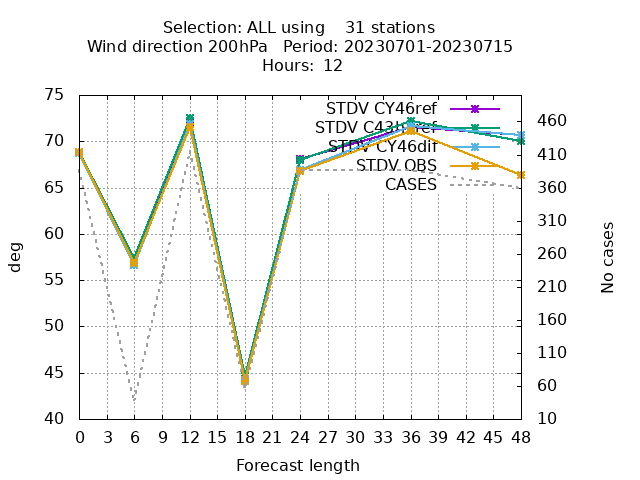 Selection: ALL using    31 stations
Wind direction 200hPa   Period: 20230701-20230715
Hours:  12
75
70
65
60
55
50
45
40
460
410
360
310
260
210
160
110
60
10
STDV CY46ref
STDV CY46dif
STDV OBS
CASES
deg
No cases
0 3 6 9 12 15 18 21 24 27 30 33 36 39 42 45 48
Forecast length